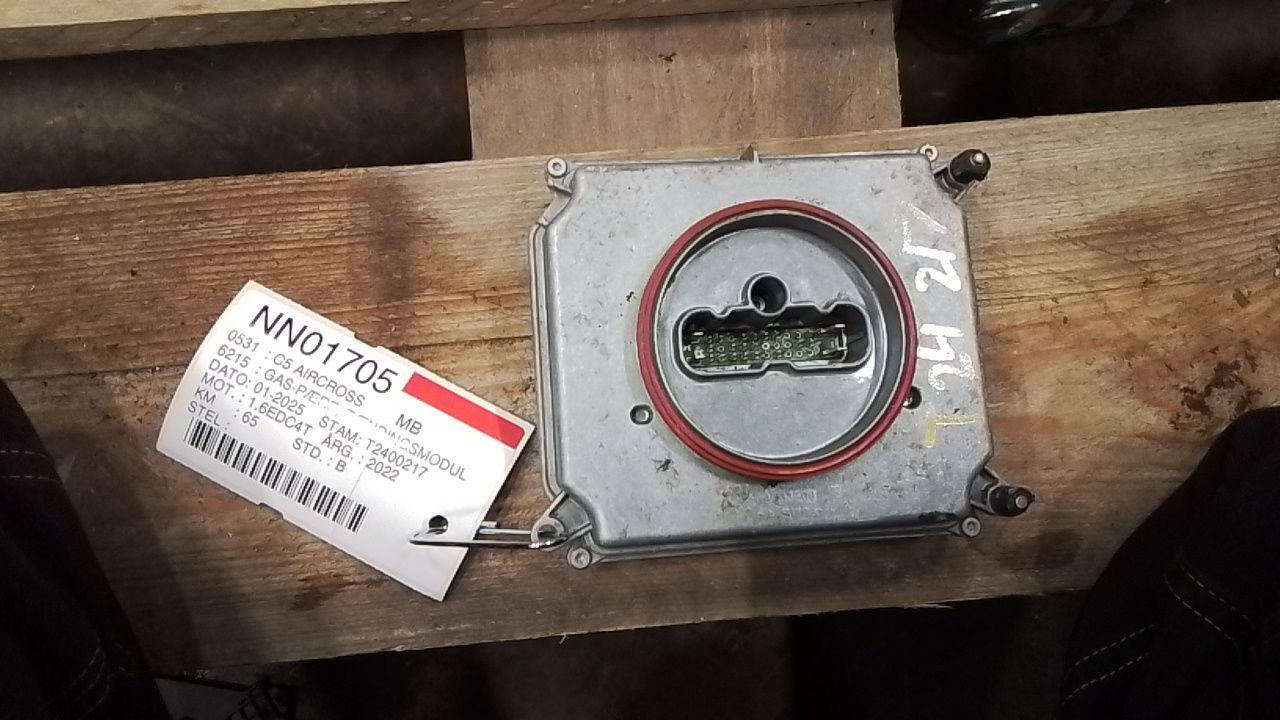 NN01705
0531 : C5 AIRCROSS MB
6215 : GAS-P/ MODUL
DATO: 01-2025 STAM: T2400217
MOT. : 1.6EDC4T ÅRG. : 2022
KM : 65 STD. : B
STEL :